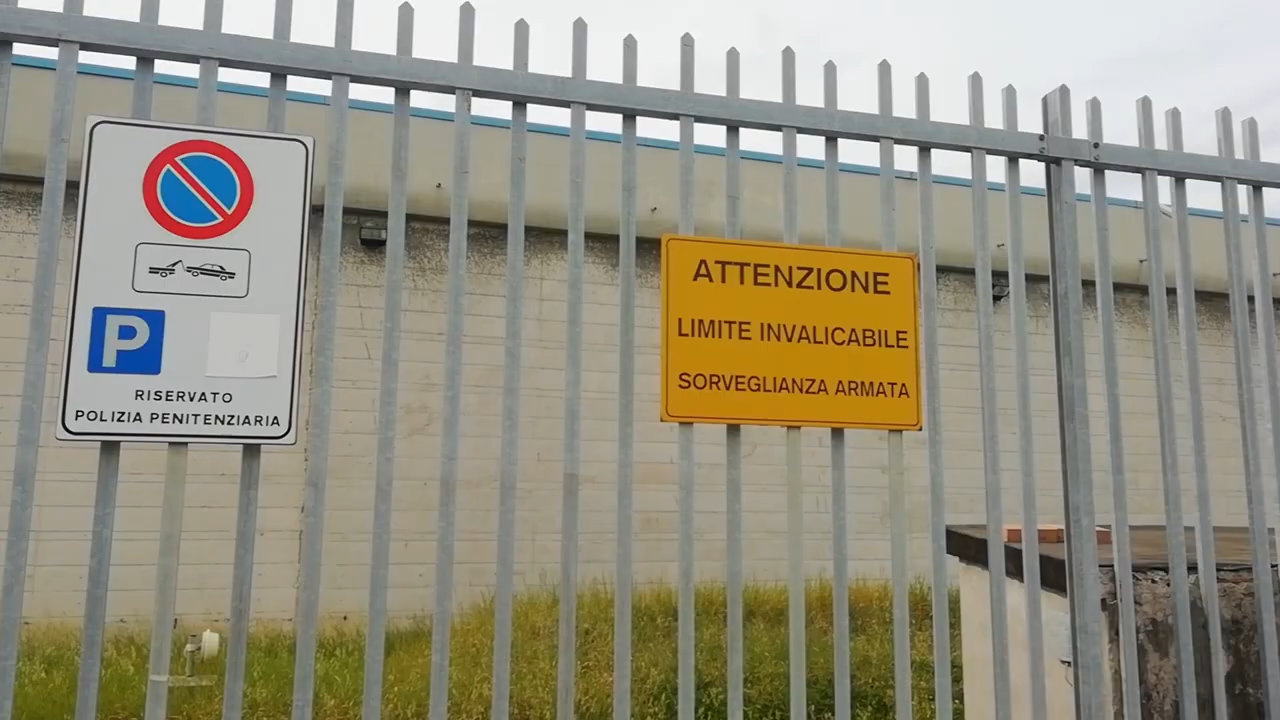 P
RISERVATO
POLIZIA PENITENZIARIA
ATTENZIONE
LIMITE INVALICABILE
SORVEGLIANZA ARMATA